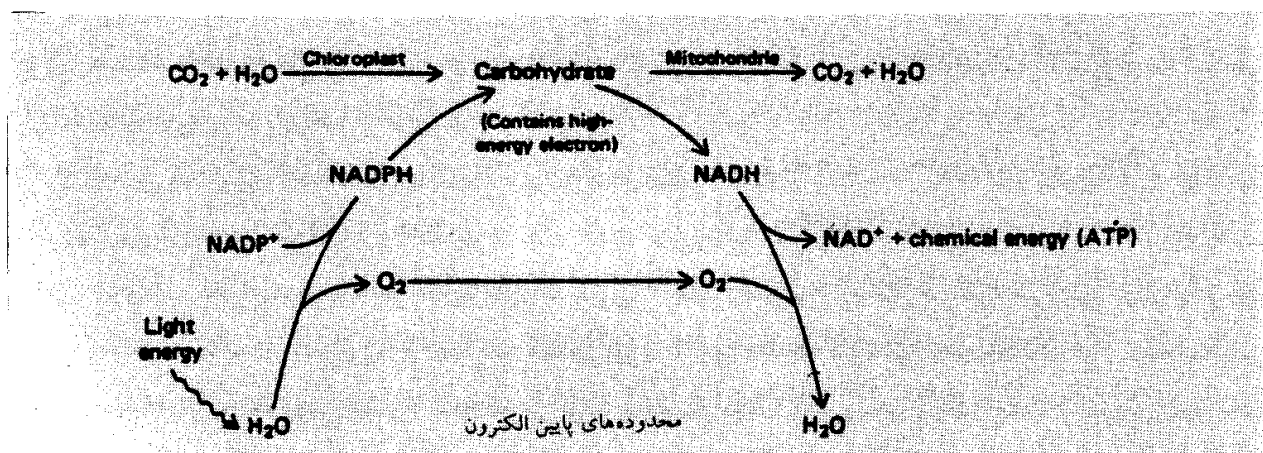 CO₂ + H₂O Chloroplast Carbohydrate Mitochondria CO₂ + H₂O
(Contains high-
energy electron)
NADPH NADH
NADP⁺ NAD⁺ + chemical energy (ATP)
O₂ O₂
Light
energy
H₂O محدوده‌های پایین الکترون H₂O